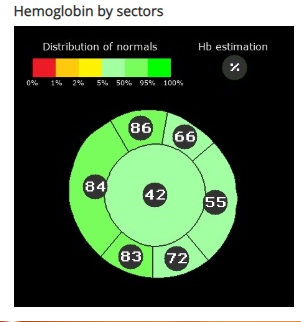 Hemoglobin by sectors
Distribution of normals
Hb estimation
%
0% 1% 2% 5% 50% 95% 100%
86
66
84
42
55
83
72